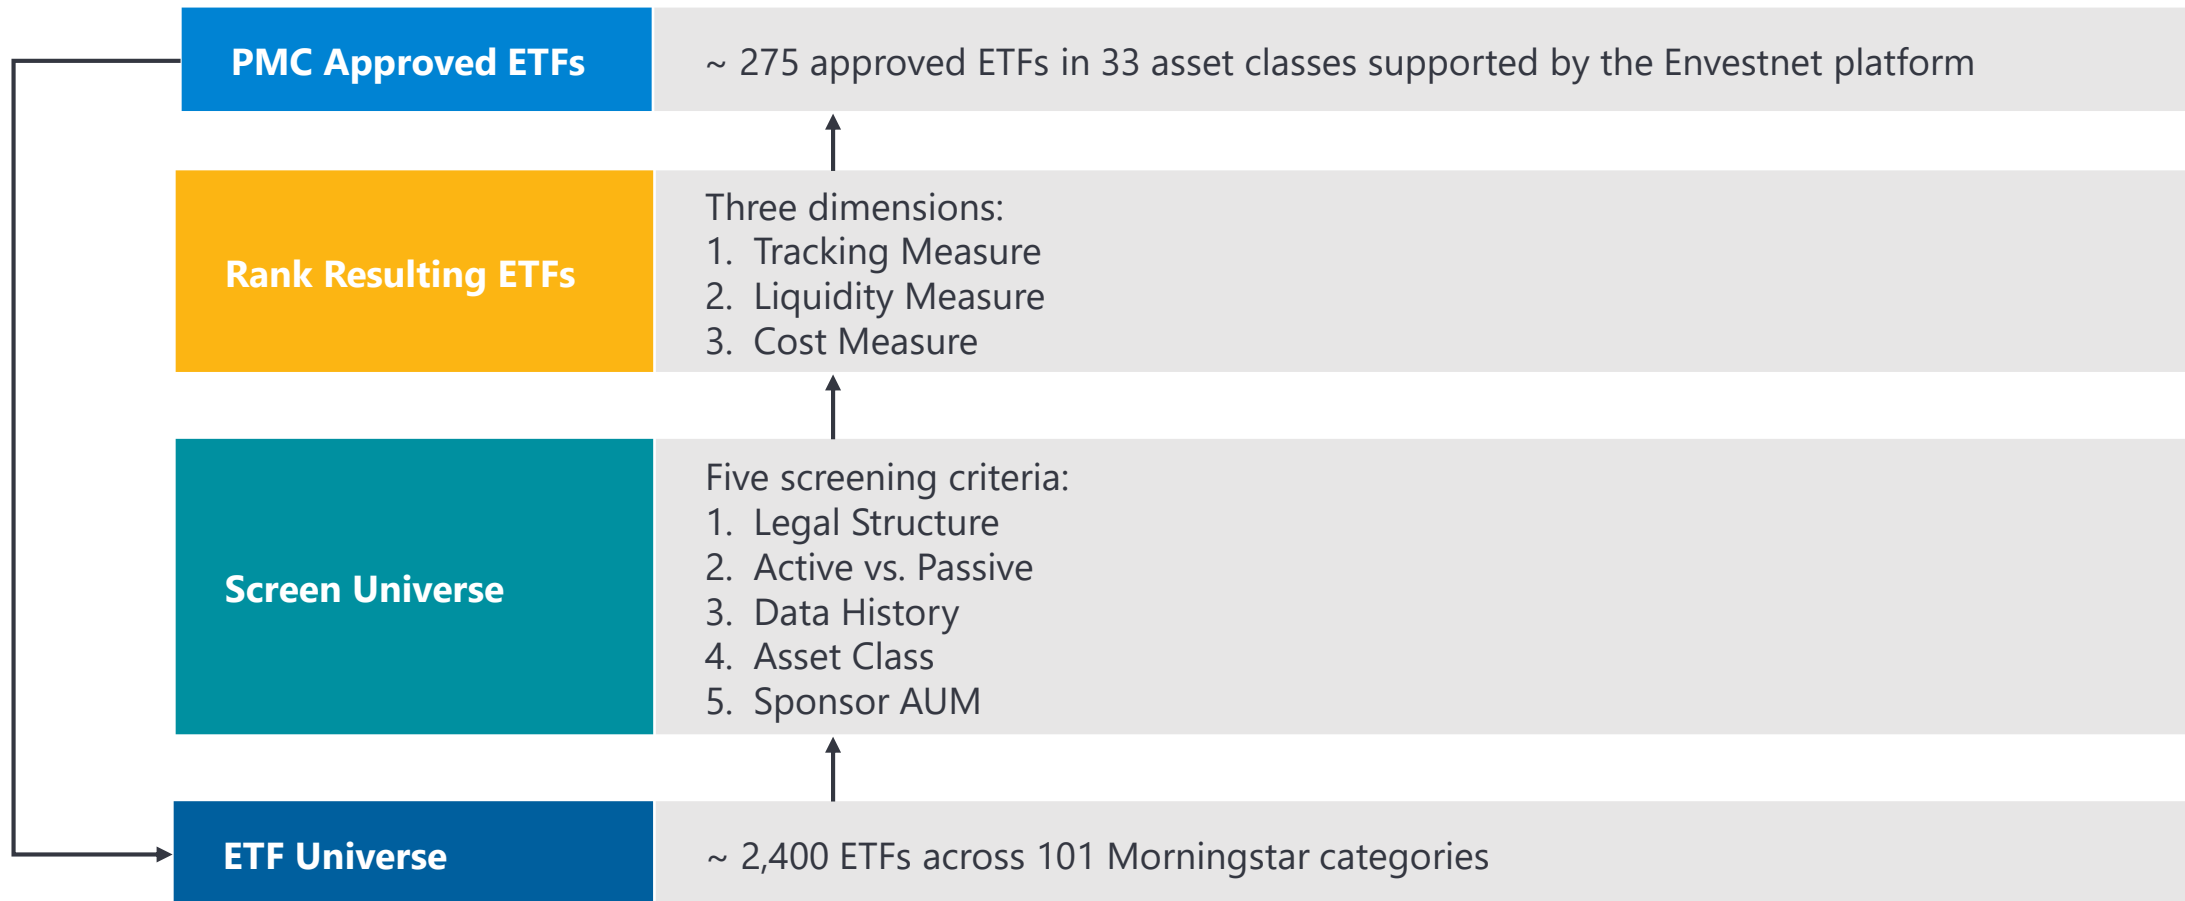 PMC Approved ETFs
~ 275 approved ETFs in 33 asset classes supported by the Envestnet platform
Rank Resulting ETFs
Three dimensions:
1. Tracking Measure
2. Liquidity Measure
3. Cost Measure
Screen Universe
Five screening criteria:
1. Legal Structure
2. Active vs. Passive
3. Data History
4. Asset Class
5. Sponsor AUM
ETF Universe
~ 2,400 ETFs across 101 Morningstar categories